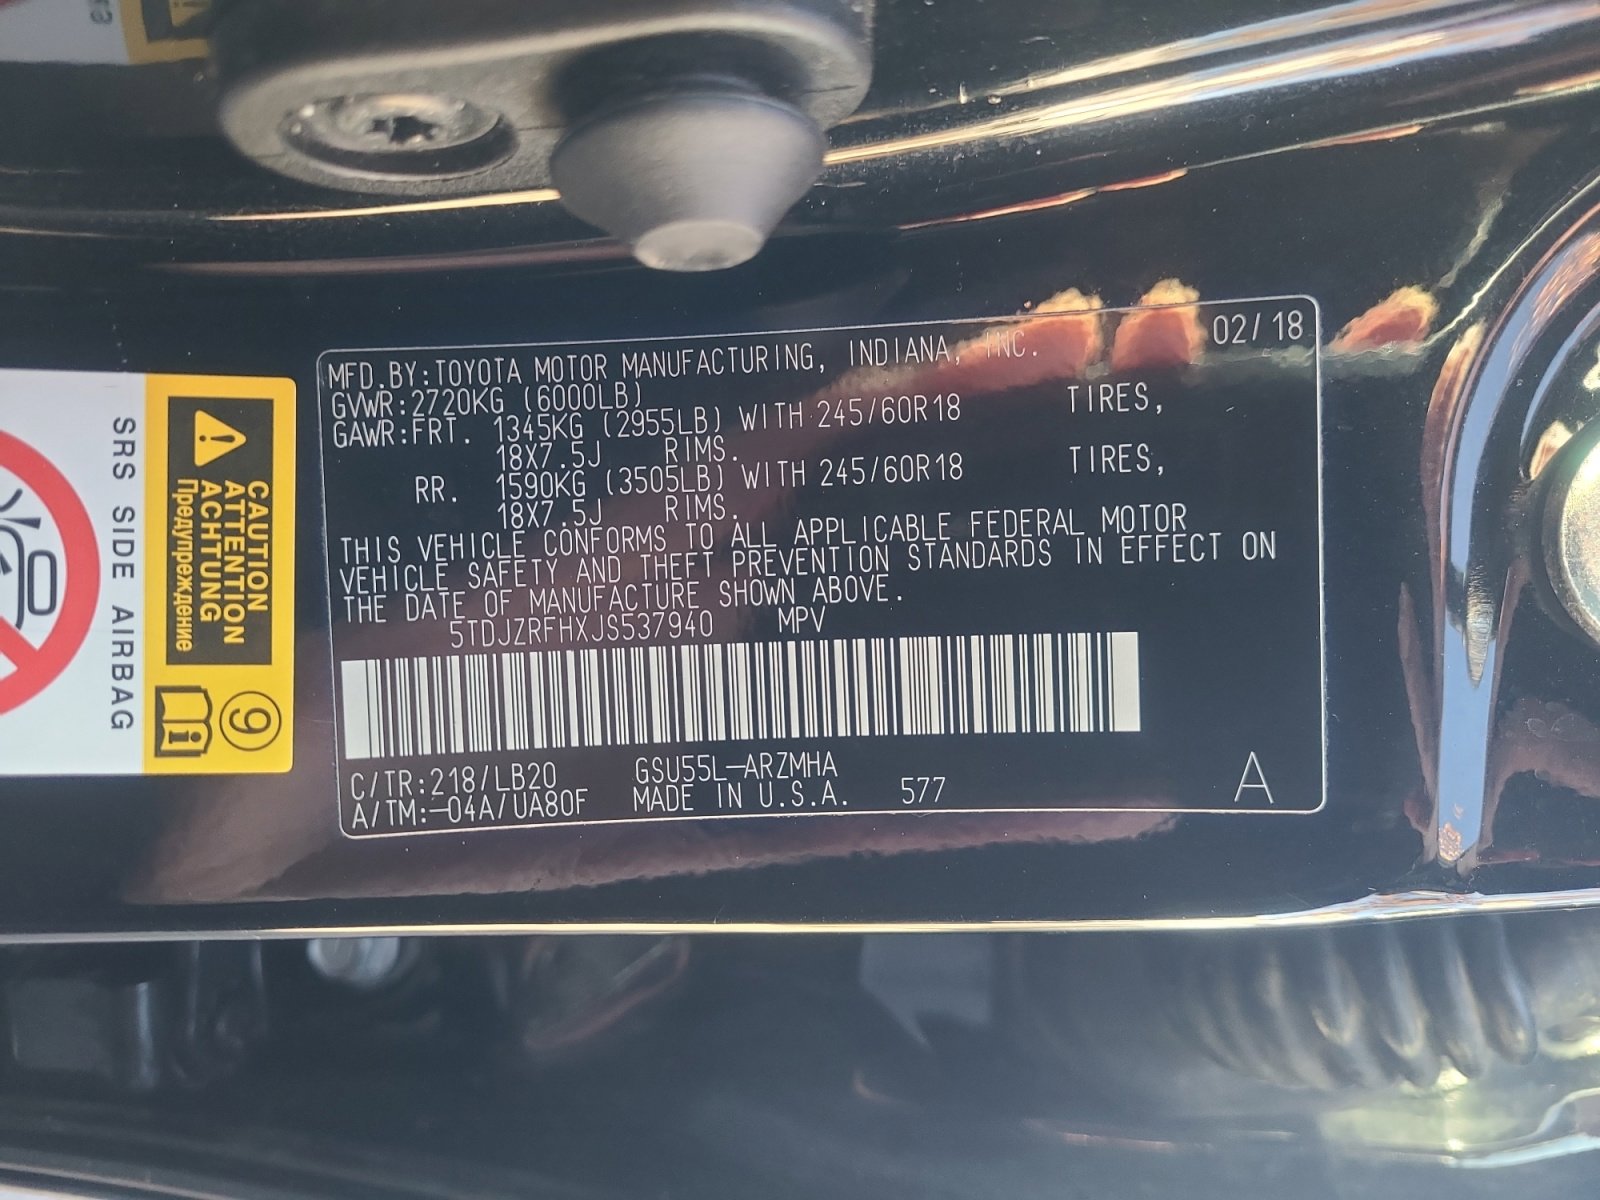 MFD.BY:TOYOTA MOTOR MANUFACTURING, INDIANA, INC. 02/18
GVWR:2720KG (6000LB)
GAWR:FRT. 1345KG (2955LB) WITH 245/60R18 TIRES,
18X7.5J RIMS.
RR. 1590KG (3505LB) WITH 245/60R18 TIRES,
18X7.5J RIMS.
THIS VEHICLE CONFORMS TO ALL APPLICABLE FEDERAL MOTOR
VEHICLE SAFETY AND THEFT PREVENTION STANDARDS IN EFFECT ON
THE DATE OF MANUFACTURE SHOWN ABOVE.
5TDJZRFHXJS537940 MPV
C/TR:218/LB20 GSU55L-ARZMHA
A/TM:-04A/UA80F MADE IN U.S.A. 577 A
CAUTION
ATTENTION
ACHTUNG
Предупреждение
9
i
SRS SIDE AIRBAG